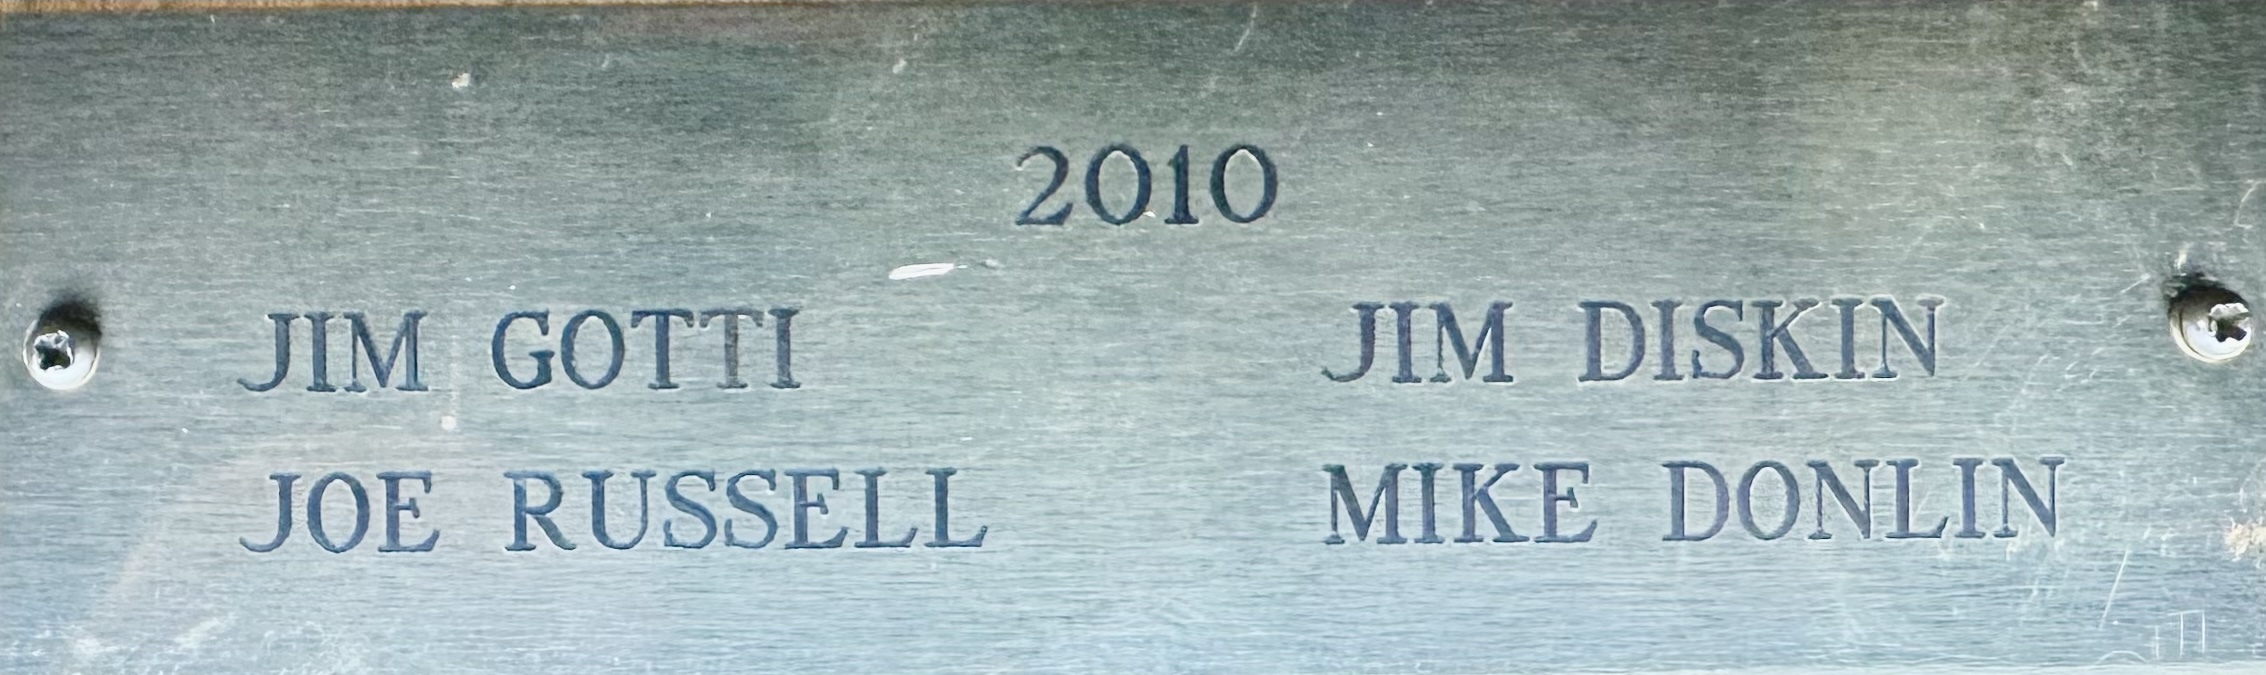 2010
JIM GOTTI JIM DISKIN
JOE RUSSELL MIKE DONLIN